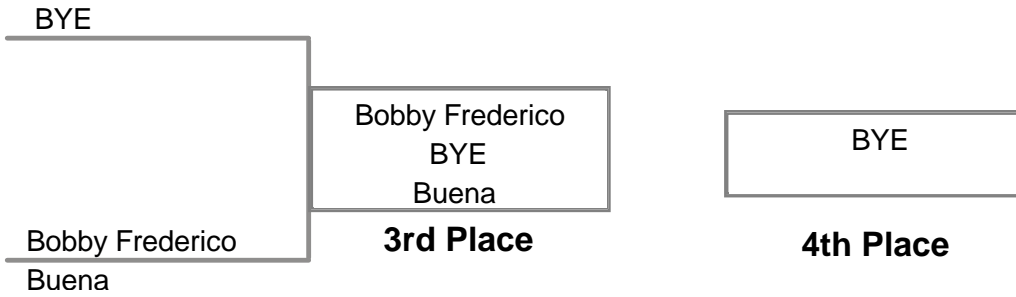 BYE
Bobby Frederico
BYE
Buena
3rd Place
BYE
4th Place
Bobby Frederico
Buena